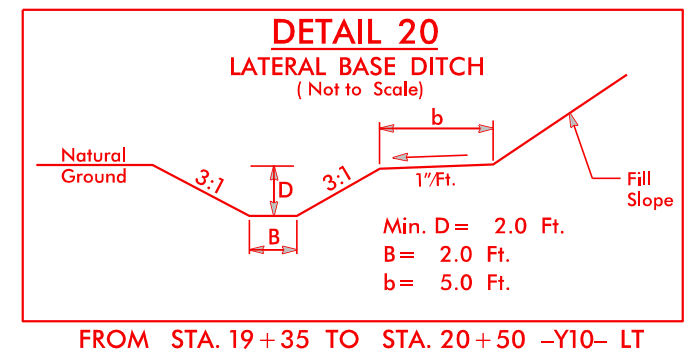 DETAIL 20
LATERAL BASE DITCH
( Not to Scale)
b
Natural
Ground
3:1
D
3:1
1"/Ft.
Fill
Slope
B
Min. D = 2.0 Ft.
B = 2.0 Ft.
b = 5.0 Ft.
FROM STA. 19+35 TO STA. 20+50 -Y10- LT